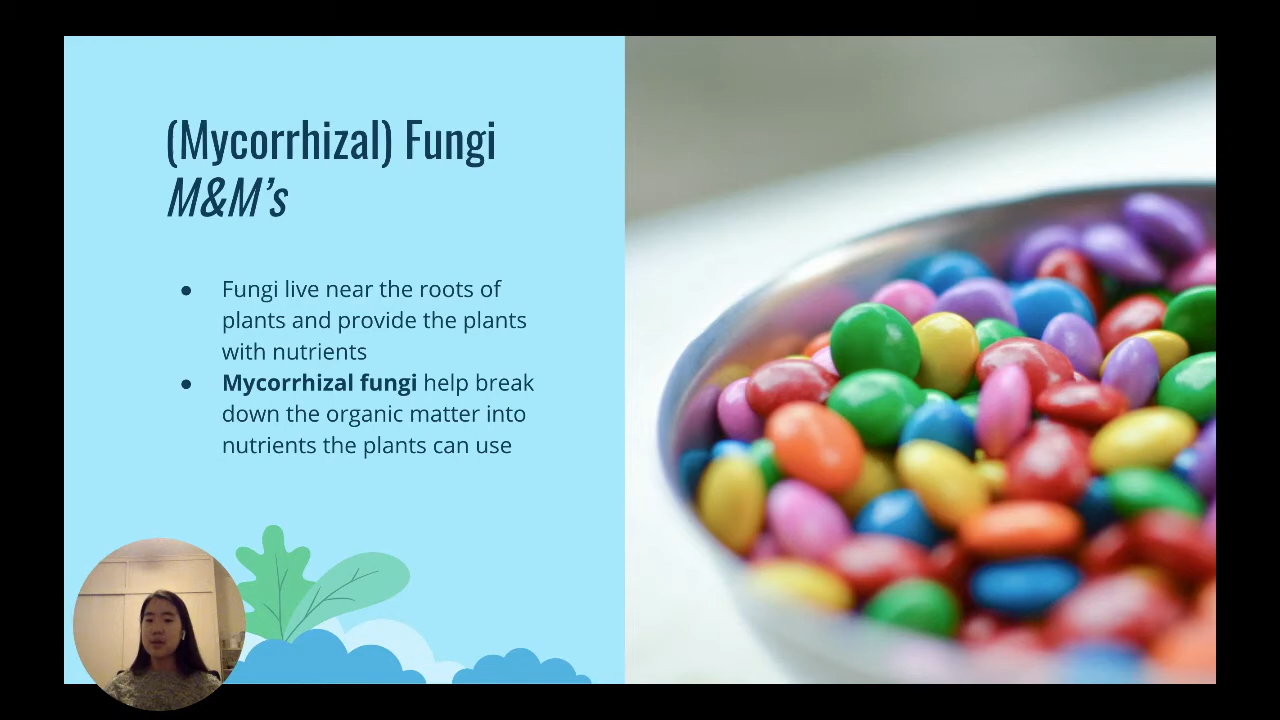 (Mycorrhizal) Fungi
M&M’s
● Fungi live near the roots of
plants and provide the plants
with nutrients
● Mycorrhizal fungi help break
down the organic matter into
nutrients the plants can use